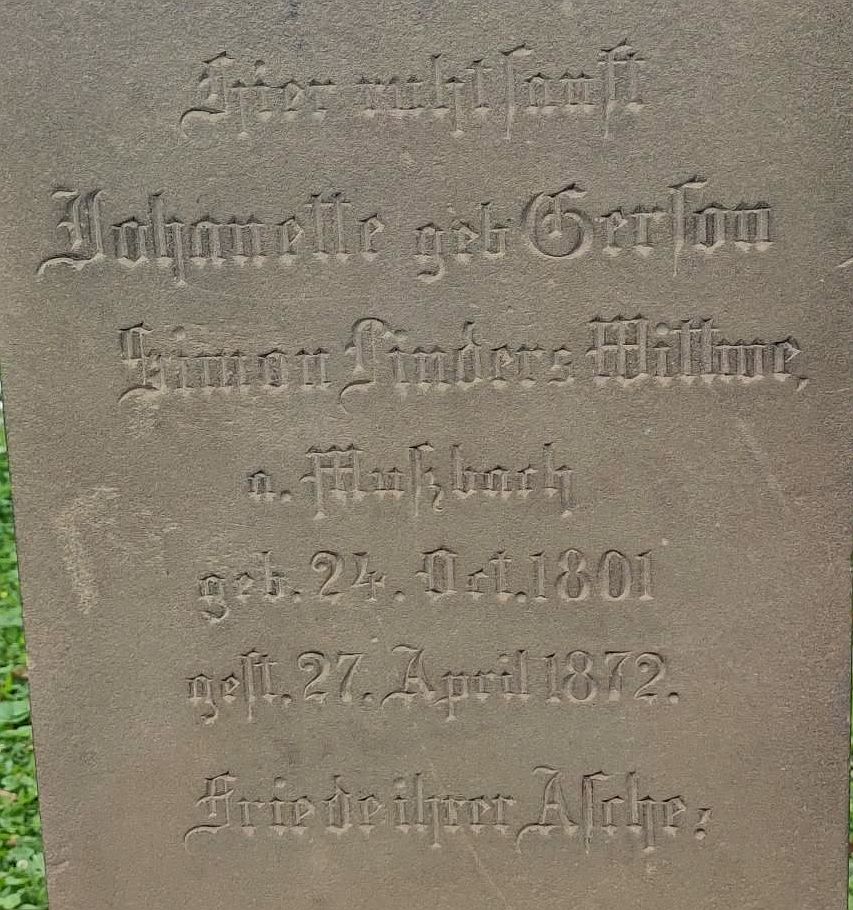 Hier ruht sanft
Johanette geb Gerson
Simon Linders Wittwe,
a. Mußbach
geb. 24. Oct. 1801
gest. 27. April 1872.
Friede ihrer Asche: